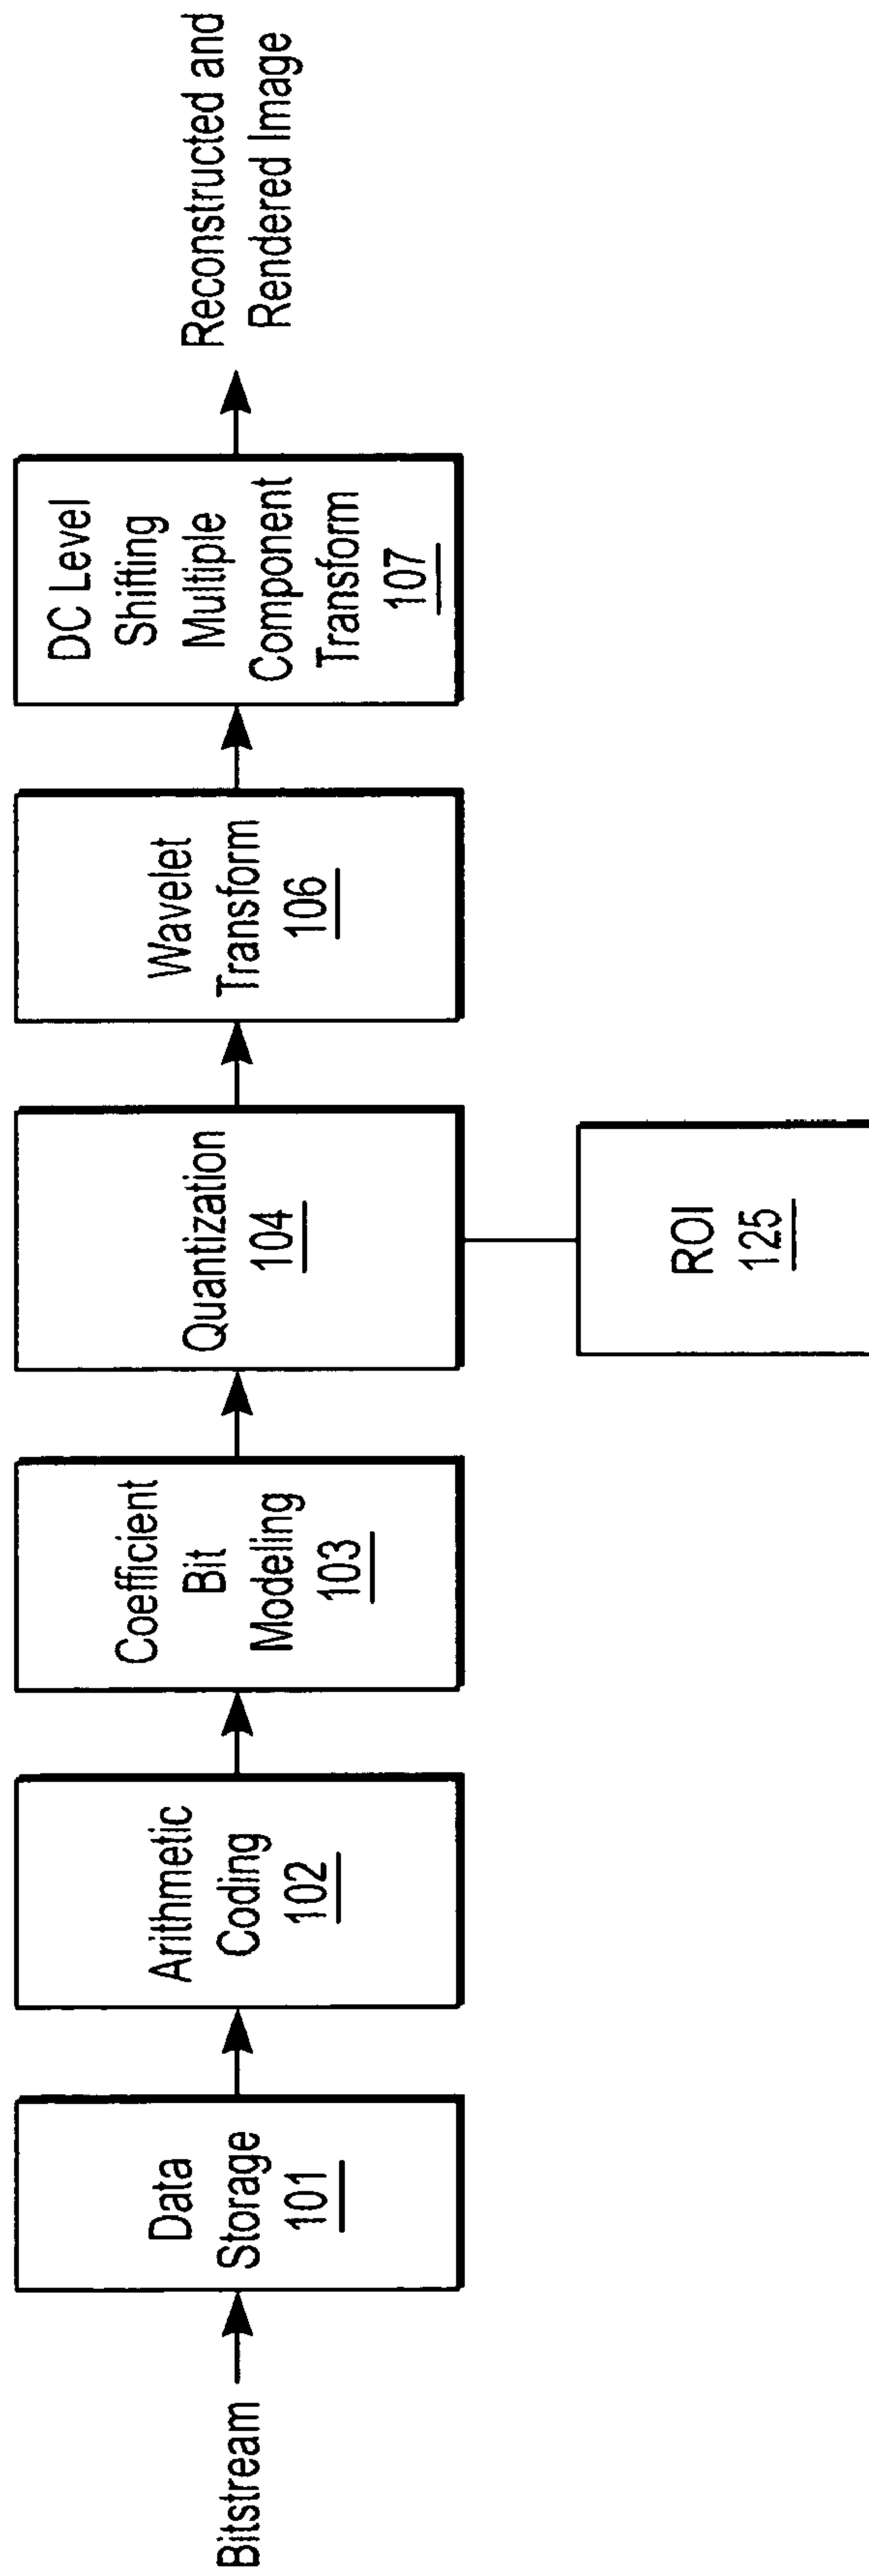 Bitstream
Data
Storage
101
Arithmetic
Coding
102
Coefficient
Bit
Modeling
103
Quantization
104
ROI
125
Wavelet
Transform
106
DC Level
Shifting
Multiple
Component
Transform
107
Reconstructed and
Rendered Image